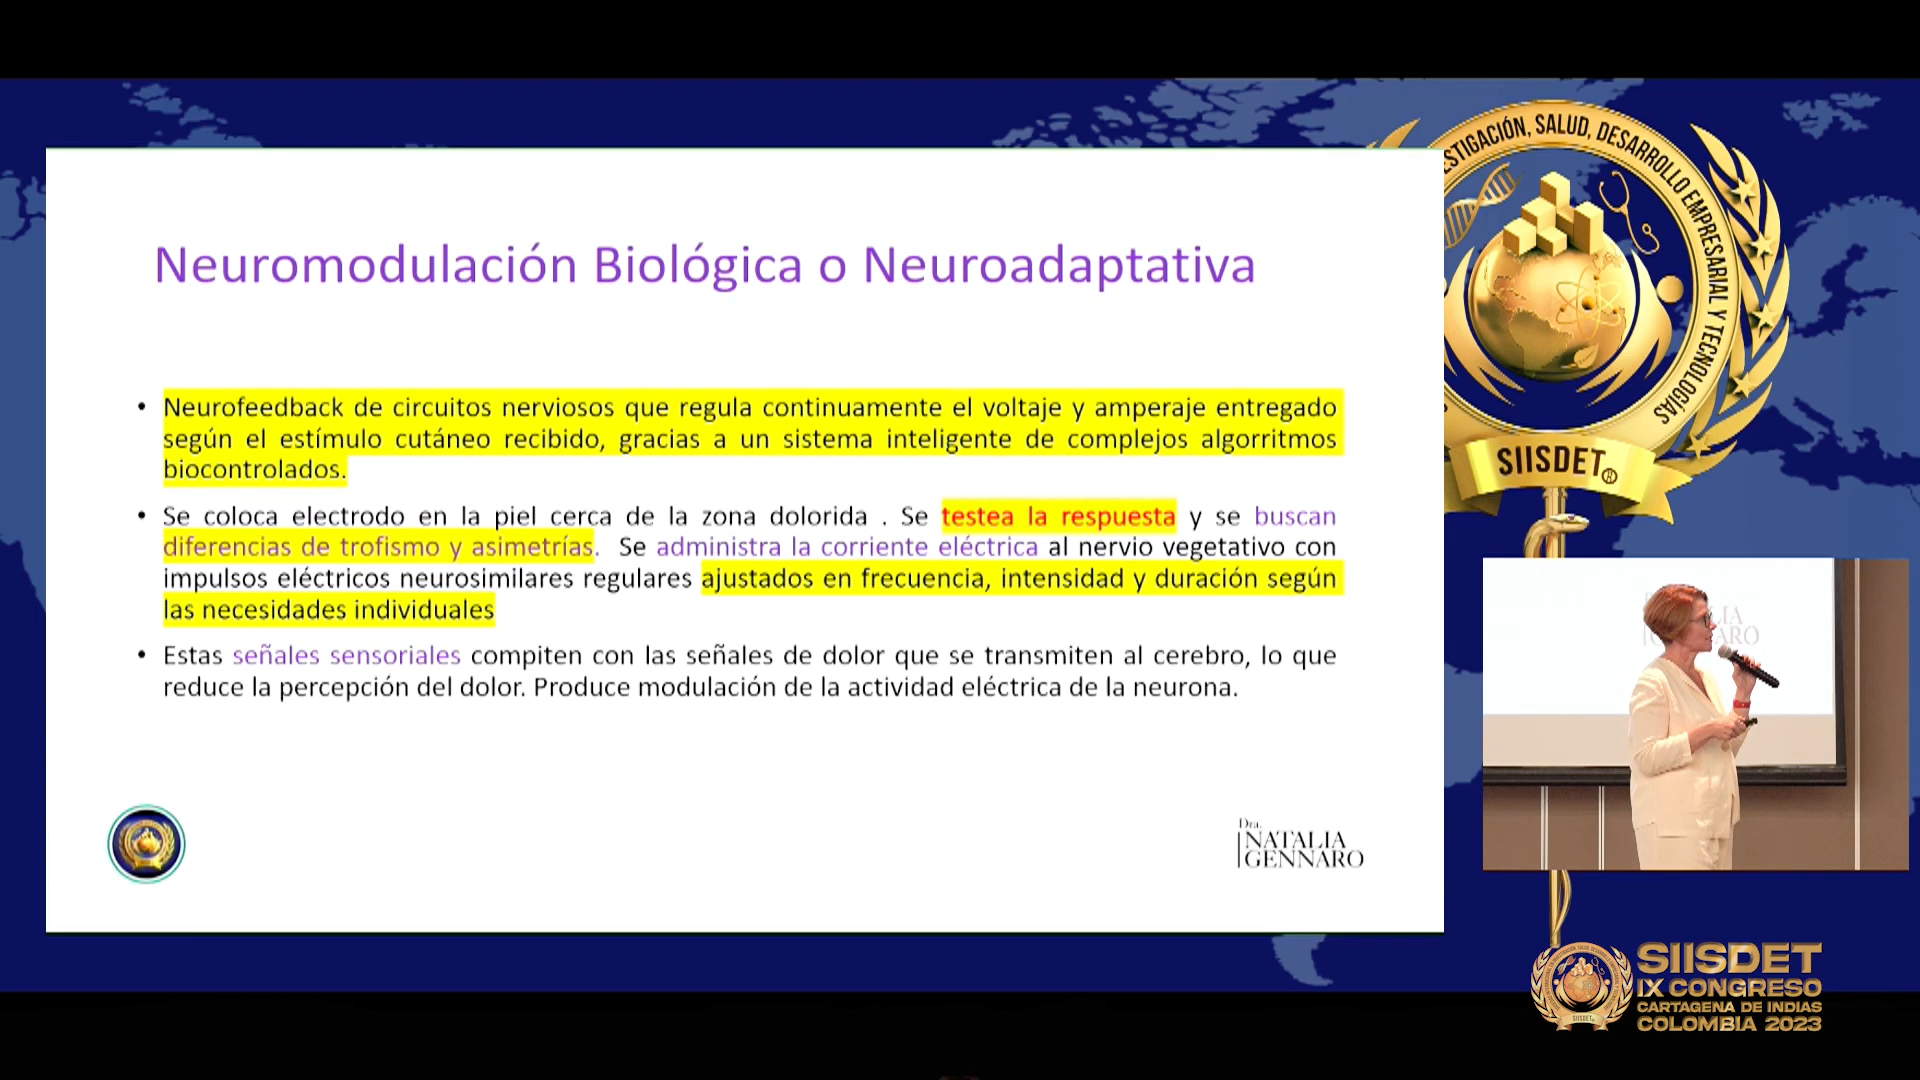 Neuromodulación Biológica o Neuroadaptativa
• Neurofeedback de circuitos nerviosos que regula continuamente el voltaje y amperaje entregado
según el estímulo cutáneo recibido, gracias a un sistema inteligente de complejos algorritmos
biocontrolados.
• Se coloca electrodo en la piel cerca de la zona dolorida . Se testea la respuesta y se buscan
diferencias de trofismo y asimetrías. Se administra la corriente eléctrica al nervio vegetativo con
impulsos eléctricos neurosimilares regulares ajustados en frecuencia, intensidad y duración según
las necesidades individuales
• Estas señales sensoriales compiten con las señales de dolor que se transmiten al cerebro, lo que
reduce la percepción del dolor. Produce modulación de la actividad eléctrica de la neurona.
Dra.
NATALIA
GENNARO
STIGACIÓN, SALUD, DESARROLLO EMPRESARIAL Y TECNOLOGÍAS
SIISDET®
SIISDET
IX CONGRESO
CARTAGENA DE INDIAS
COLOMBIA 2023